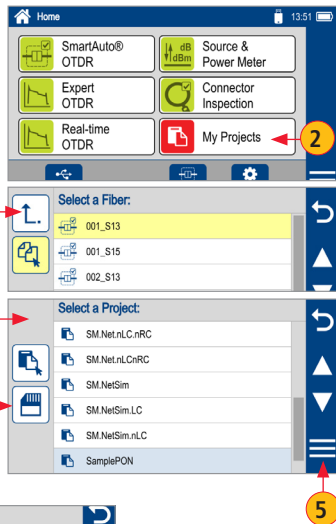 Home
13:51
SmartAuto®
OTDR
dB
dBm
Source &
Power Meter
Expert
OTDR
Connector
Inspection
Real-time
OTDR
My Projects
2
Select a Fiber:
001_S13
001_S15
002_S13
Select a Project:
SM.Net.nLC.nRC
SM.Net.nLCnRC
SM.NetSim
SM.NetSim.LC
SM.NetSim.nLC
SamplePON
5